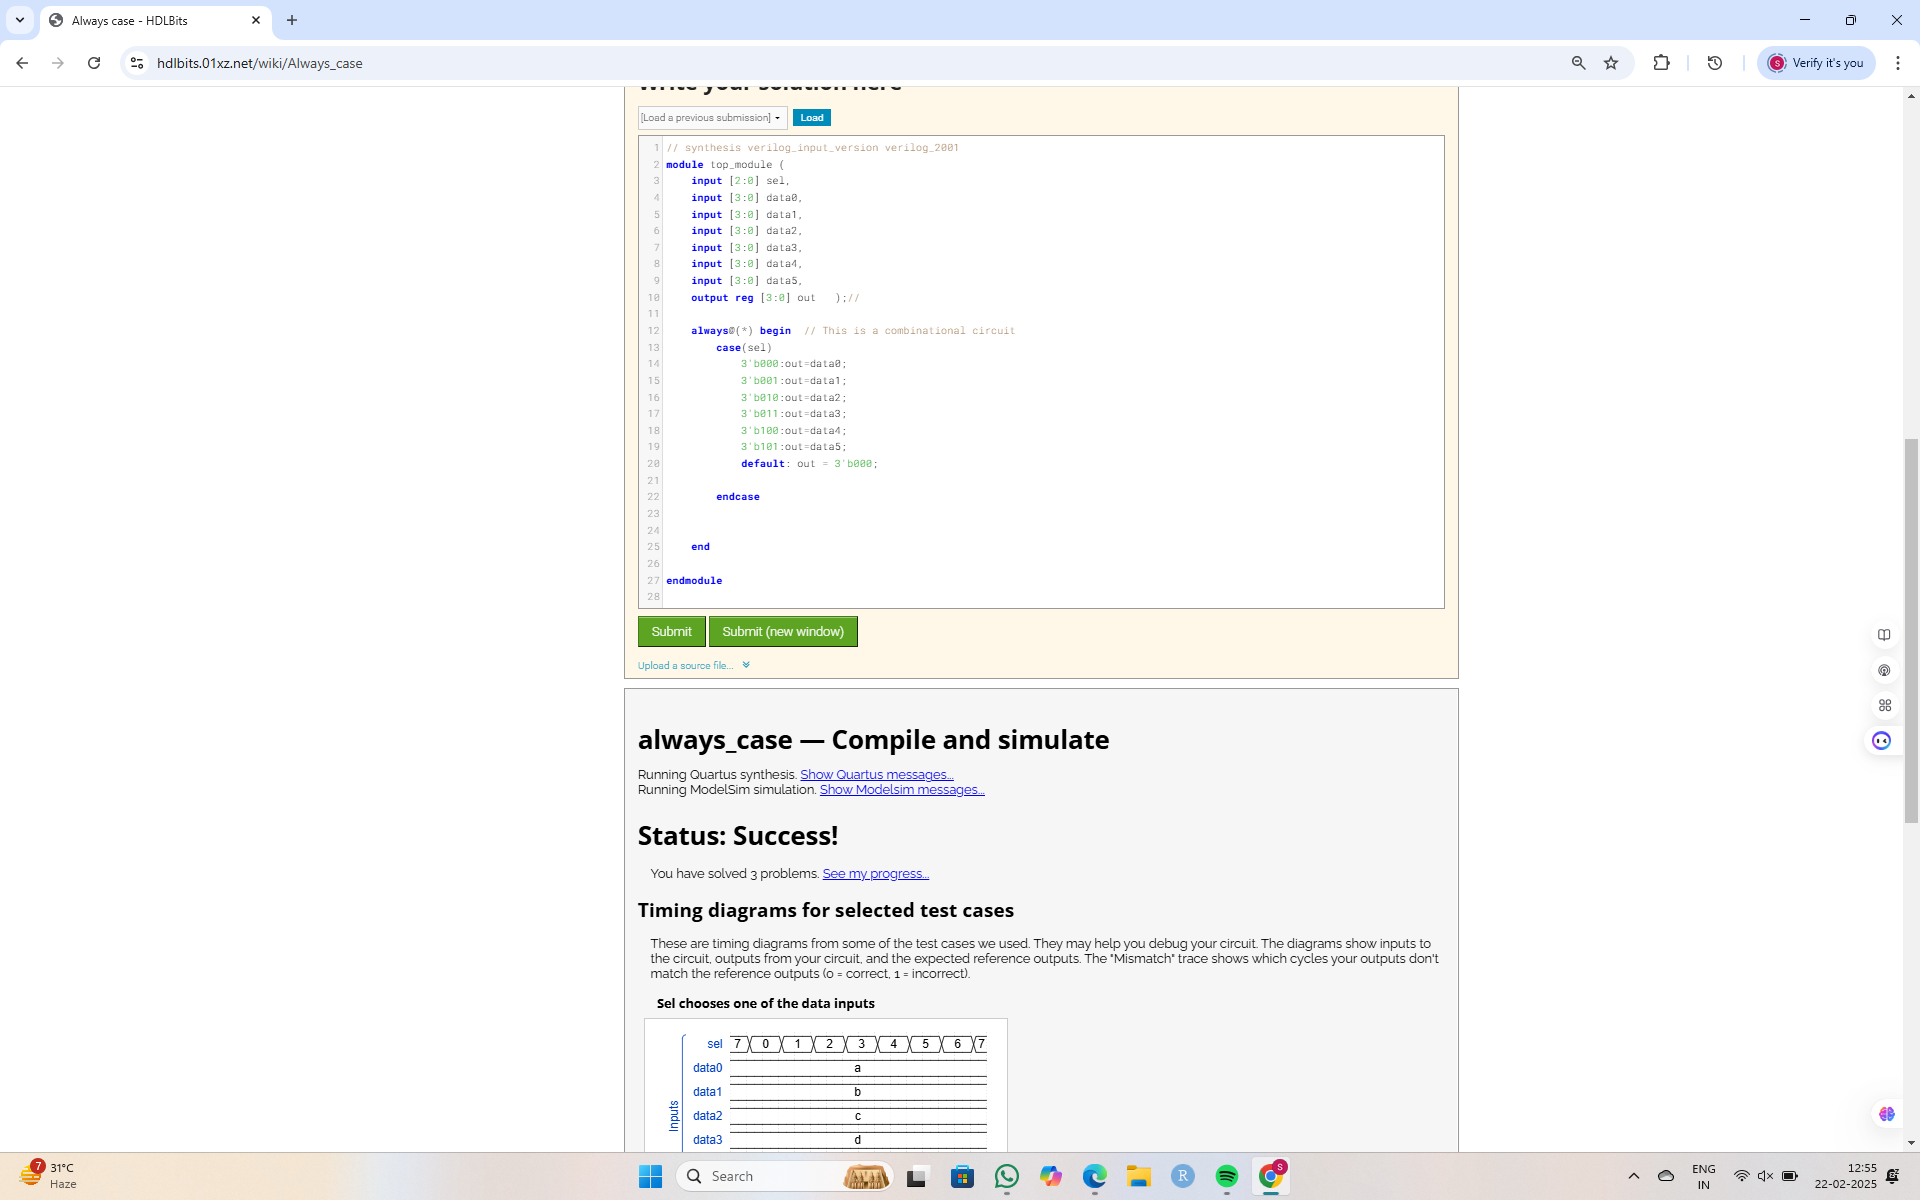 Always case - HDLBits
hdlbits.01xz.net/wiki/Always_case
Verify it's you
Write your solution here
[Load a previous submission]
Load
1 // synthesis verilog_input_version verilog_2001
2 module top_module (
3 input [2:0] sel,
4 input [3:0] data0,
5 input [3:0] data1,
6 input [3:0] data2,
7 input [3:0] data3,
8 input [3:0] data4,
9 input [3:0] data5,
10 output reg [3:0] out   );//
11
12 always@(*) begin  // This is a combinational circuit
13 case(sel)
14 3'b000:out=data0;
15 3'b001:out=data1;
16 3'b010:out=data2;
17 3'b011:out=data3;
18 3'b100:out=data4;
19 3'b101:out=data5;
20 default: out = 3'b000;
21
22 endcase
23
24
25 end
26
27 endmodule
28
Submit
Submit (new window)
Upload a source file...
always_case — Compile and simulate
Running Quartus synthesis. Show Quartus messages...
Running ModelSim simulation. Show Modelsim messages...
Status: Success!
You have solved 3 problems. See my progress...
Timing diagrams for selected test cases
These are timing diagrams from some of the test cases we used. They may help you debug your circuit. The diagrams show inputs to
the circuit, outputs from your circuit, and the expected reference outputs. The "Mismatch" trace shows which cycles your outputs don't
match the reference outputs (0 = correct, 1 = incorrect).
Sel chooses one of the data inputs
sel 7 0 1 2 3 4 5 6 7
data0 a
data1 b
data2 c
data3 d
Inputs
7
31°C
Haze
Search
R
S
ENG
IN
12:55
22-02-2025